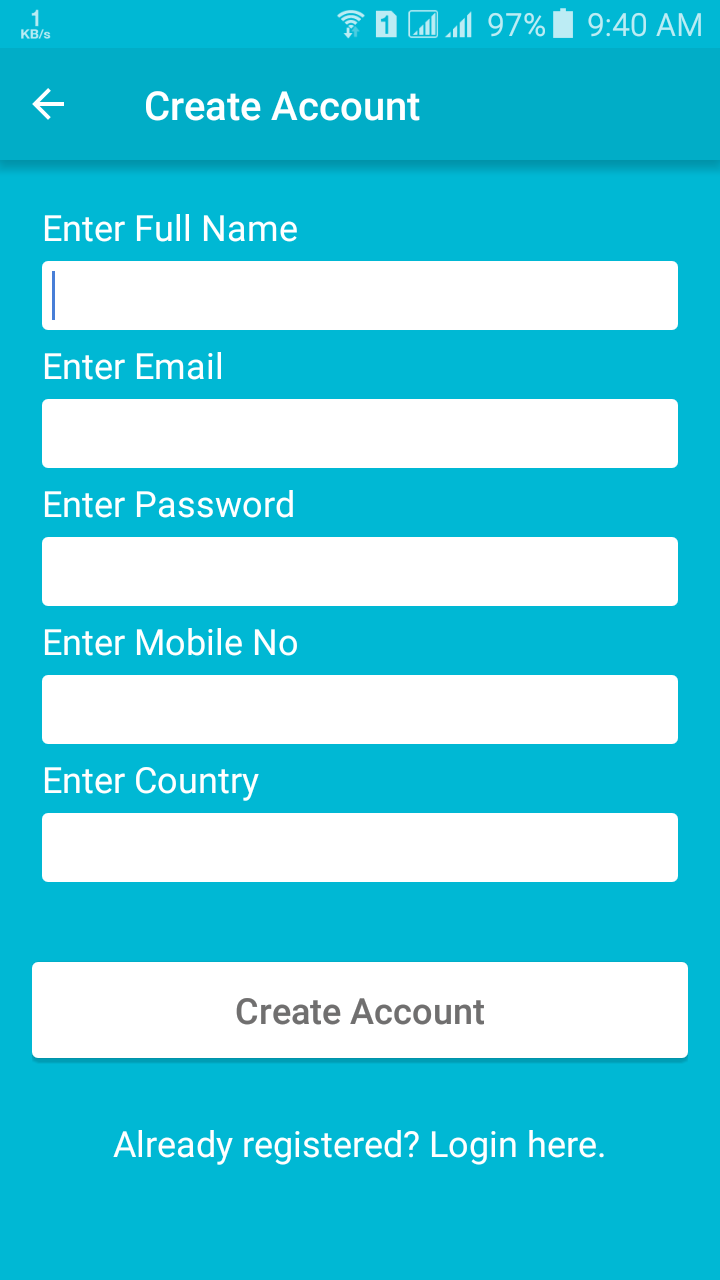 1
KB/s
1
97%
9:40 AM
Create Account
Enter Full Name
Enter Email
Enter Password
Enter Mobile No
Enter Country
Create Account
Already registered? Login here.